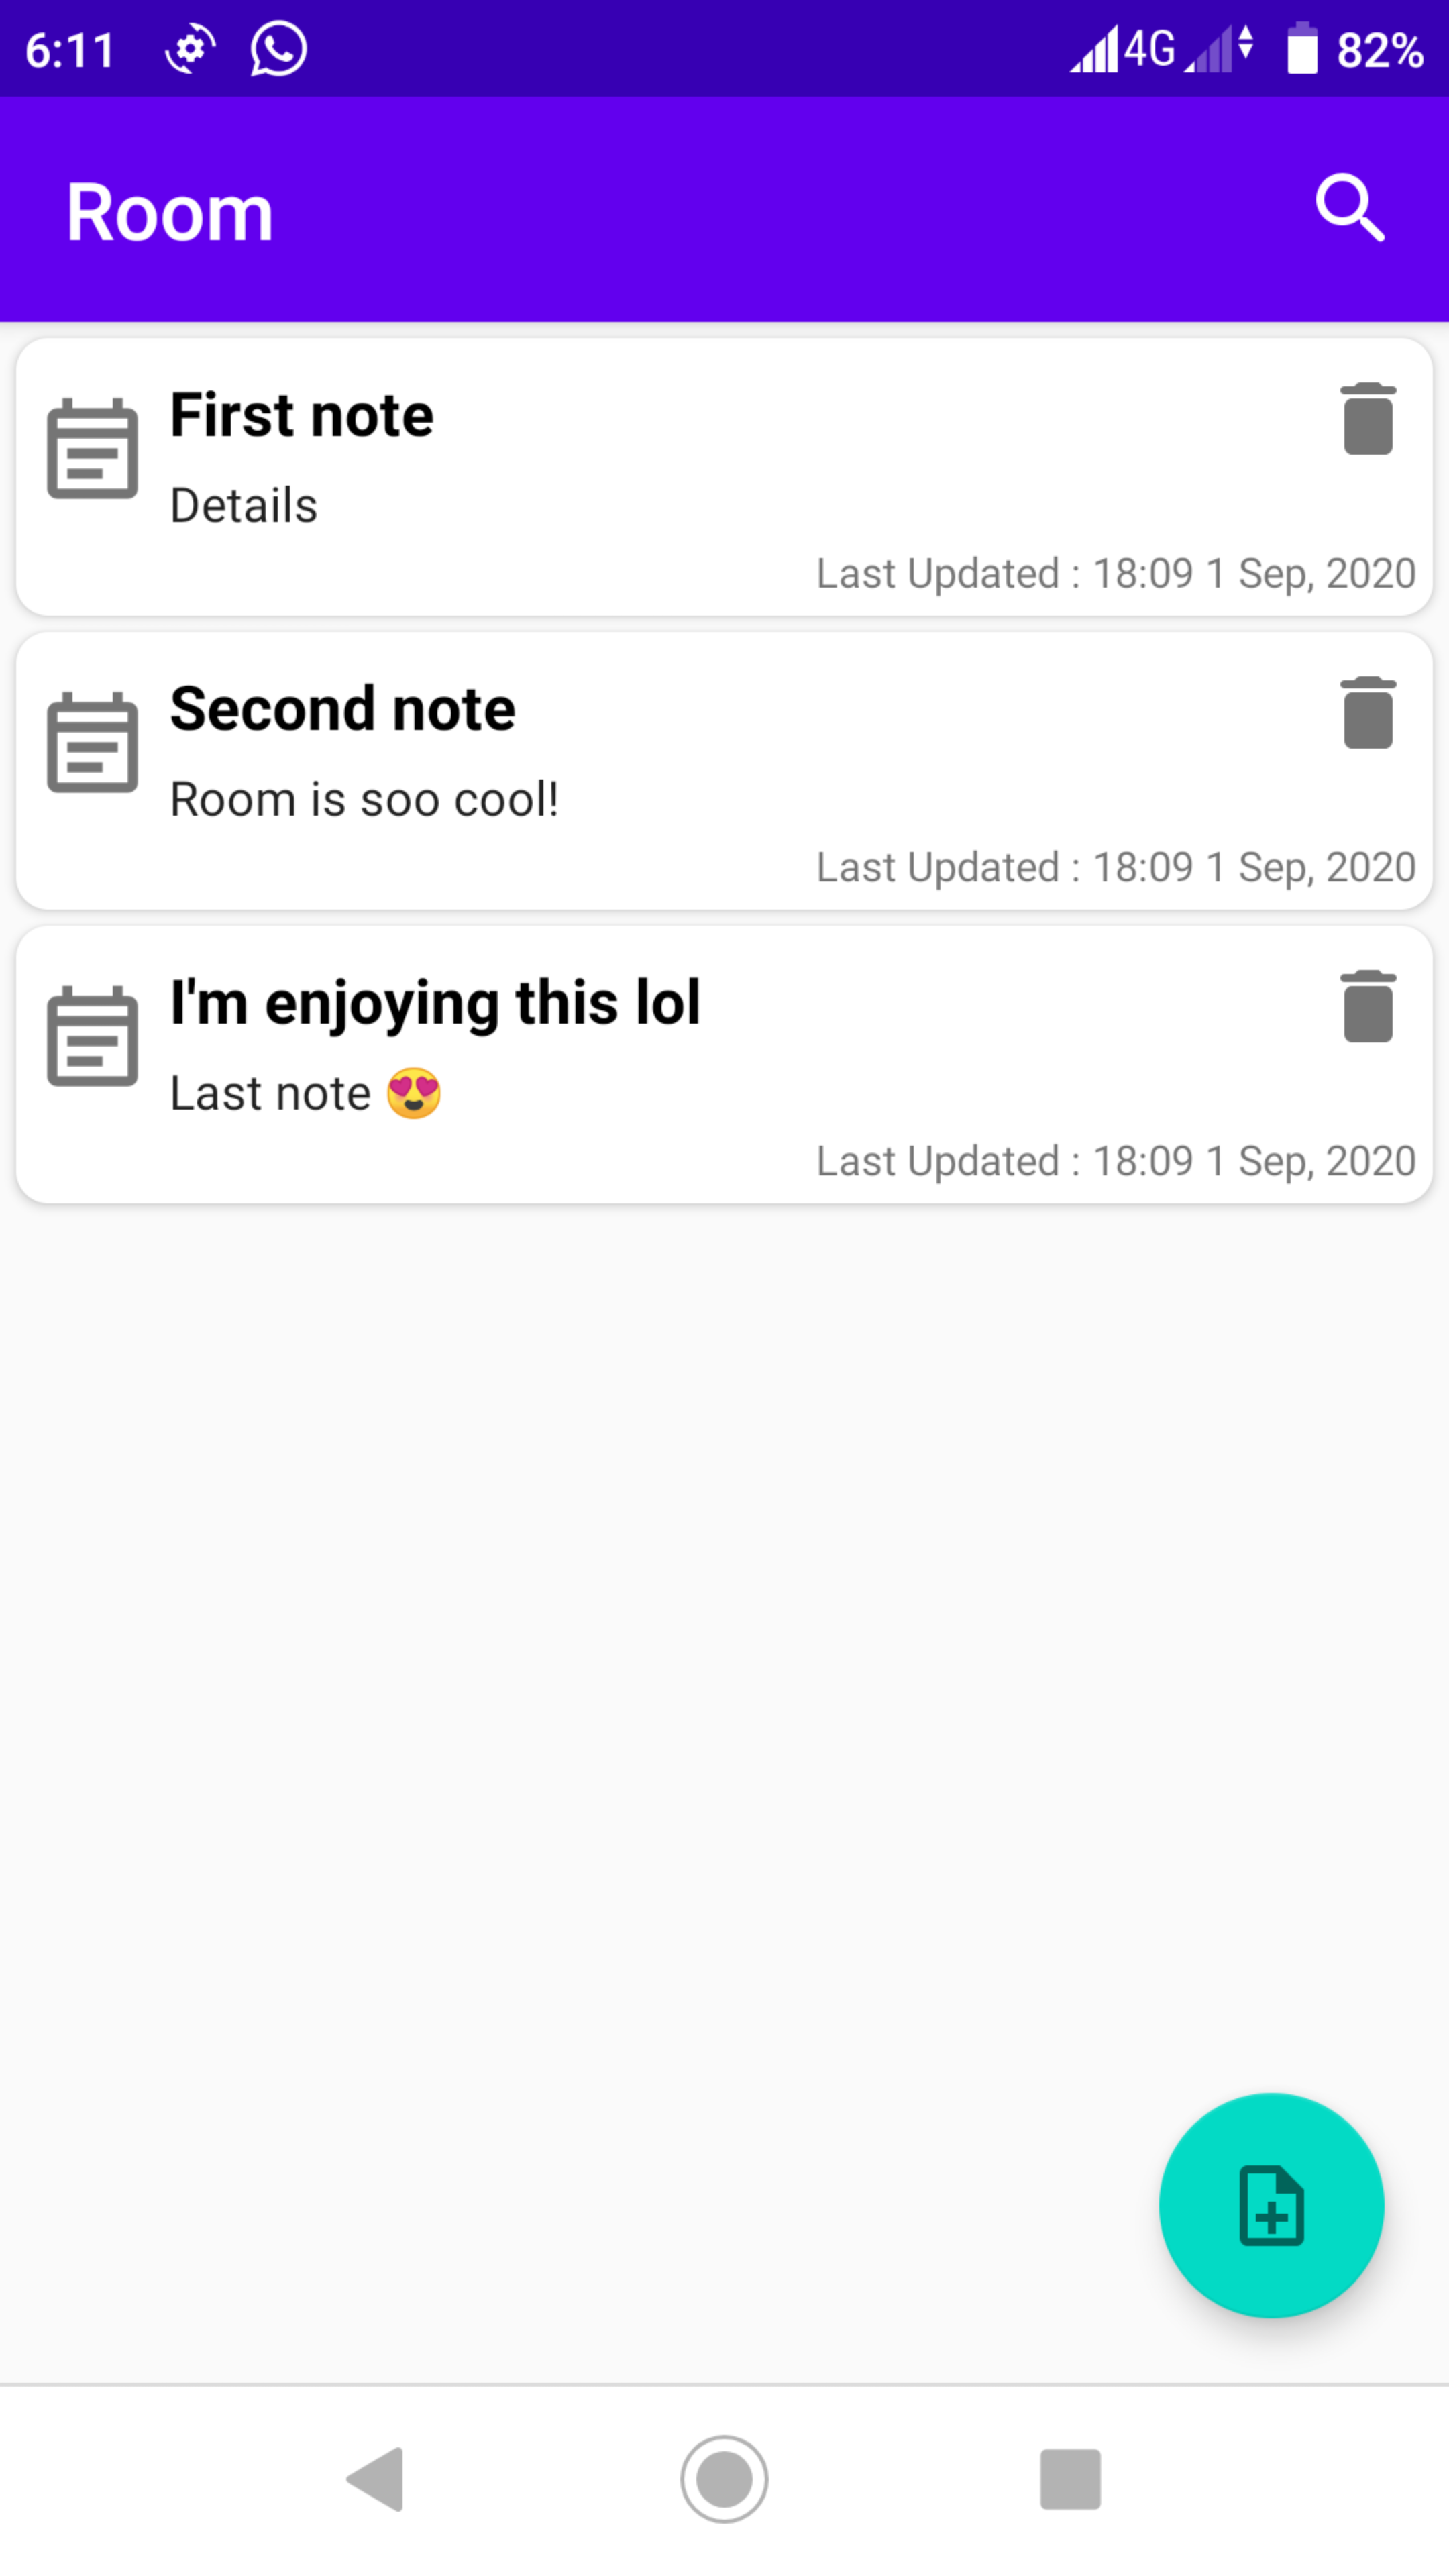 6:11 4G 82%
Room
First note
Details
Last Updated : 18:09 1 Sep, 2020
Second note
Room is soo cool!
Last Updated : 18:09 1 Sep, 2020
I'm enjoying this lol
Last note 😍
Last Updated : 18:09 1 Sep, 2020